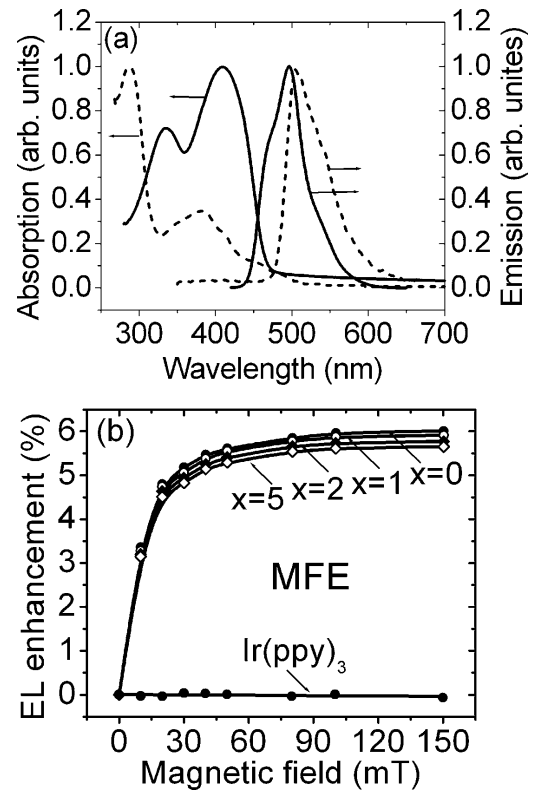 (a)
1.2
1.0
0.8
0.6
0.4
0.2
0.0
Absorption (arb. units)
1.2
1.0
0.8
0.6
0.4
0.2
0.0
Emission (arb. unites)
300 400 500 600 700
Wavelength (nm)
(b)
6
5
4
3
2
1
0
EL enhancement (%)
x=5 x=2 x=1 x=0
MFE
Ir(ppy)3
0 30 60 90 120 150
Magnetic field (mT)